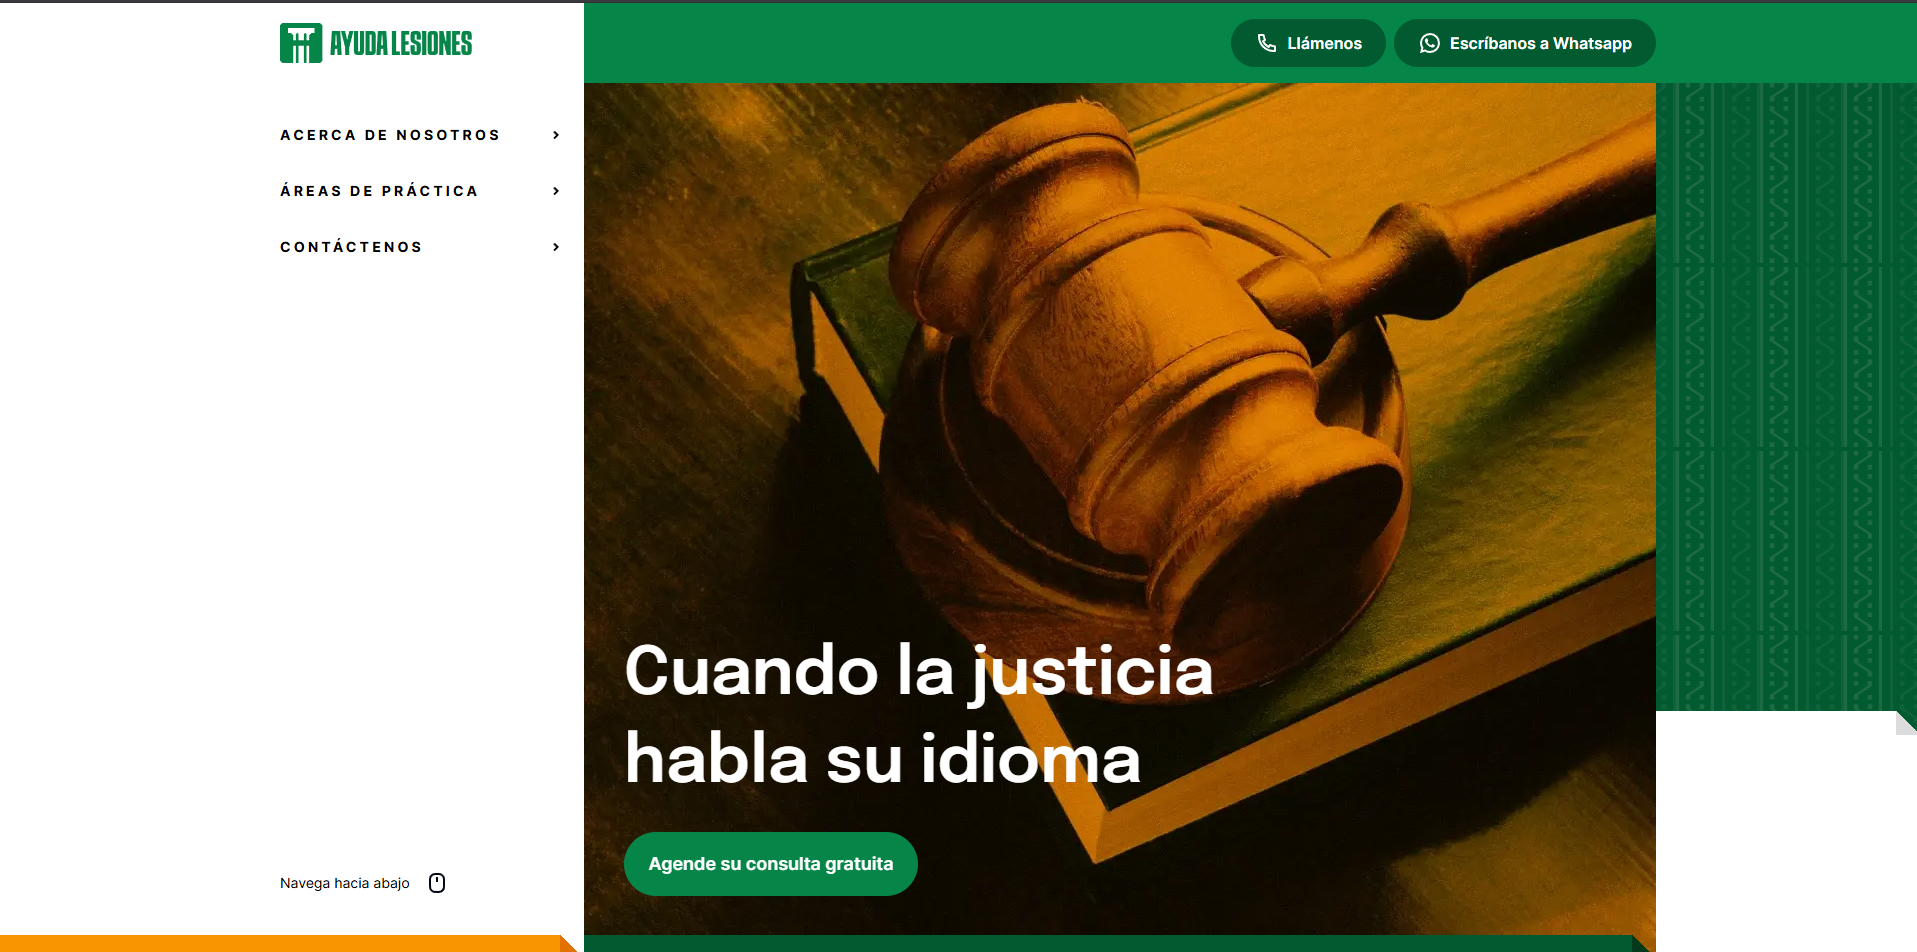 AYUDA LESIONES
Llámenos
Escríbanos a Whatsapp
ACERCA DE NOSOTROS
ÁREAS DE PRÁCTICA
CONTÁCTENOS
Cuando la justicia
habla su idioma
Agende su consulta gratuita
Navega hacia abajo